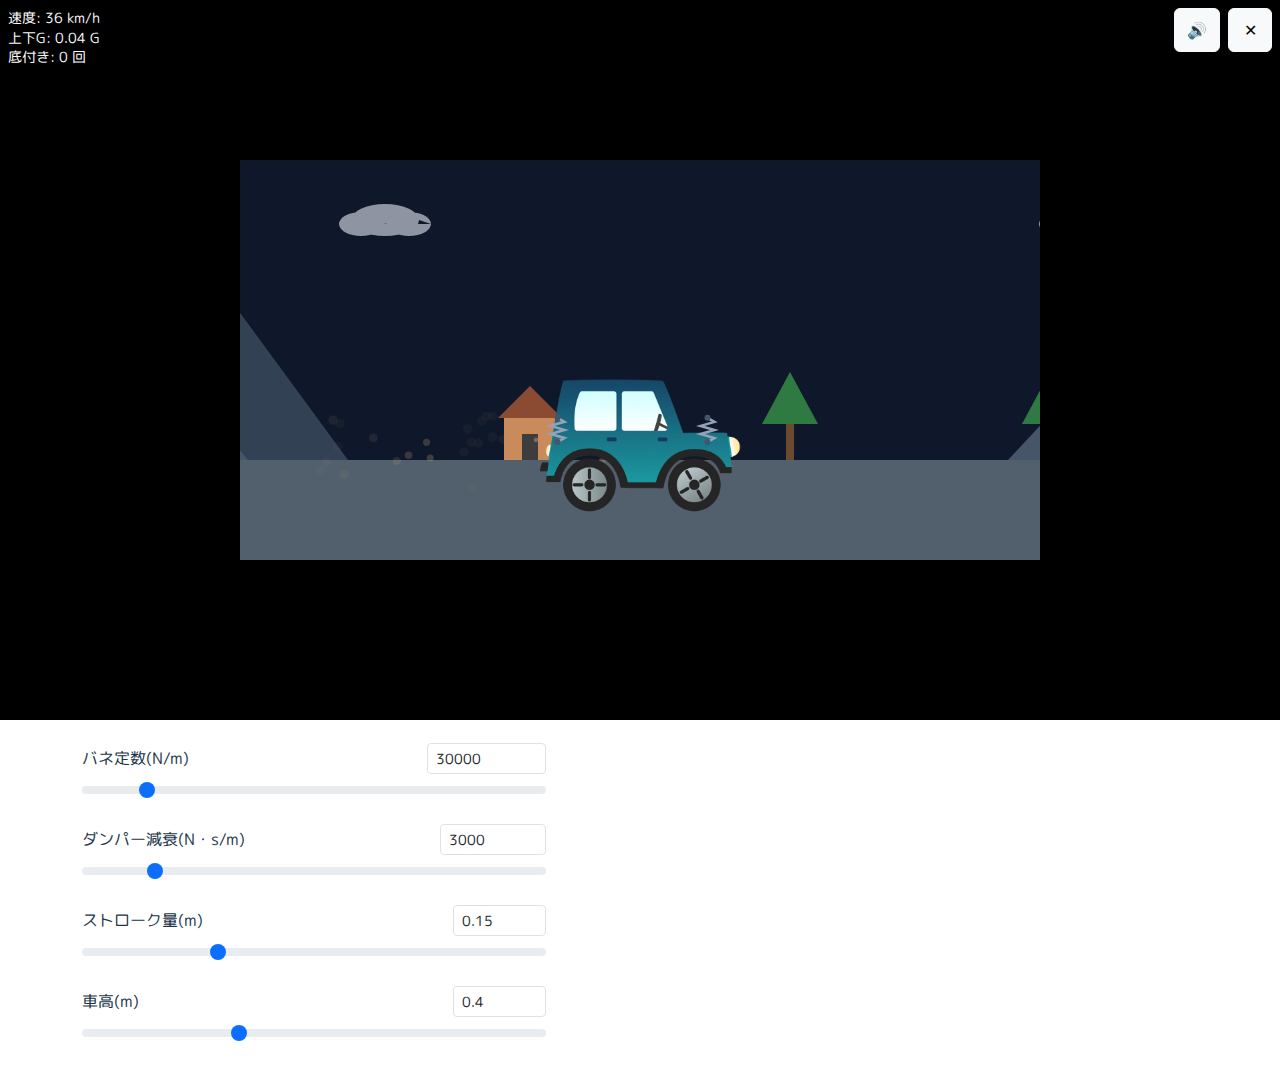 速度: 36 km/h
上下G: 0.04 G
底付き: 0 回
バネ定数(N/m)
30000
ダンパー減衰(N・s/m)
3000
ストローク量(m)
0.15
車高(m)
0.4